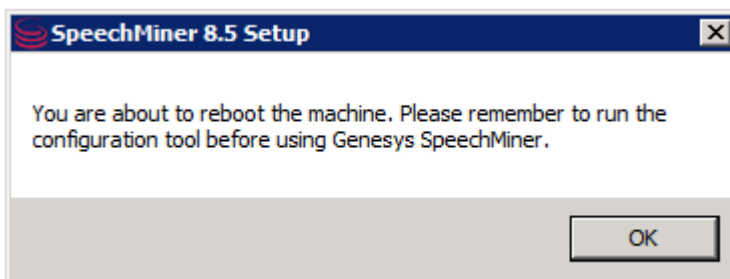 SpeechMiner 8.5 Setup
You are about to reboot the machine. Please remember to run the
configuration tool before using Genesys SpeechMiner.
OK